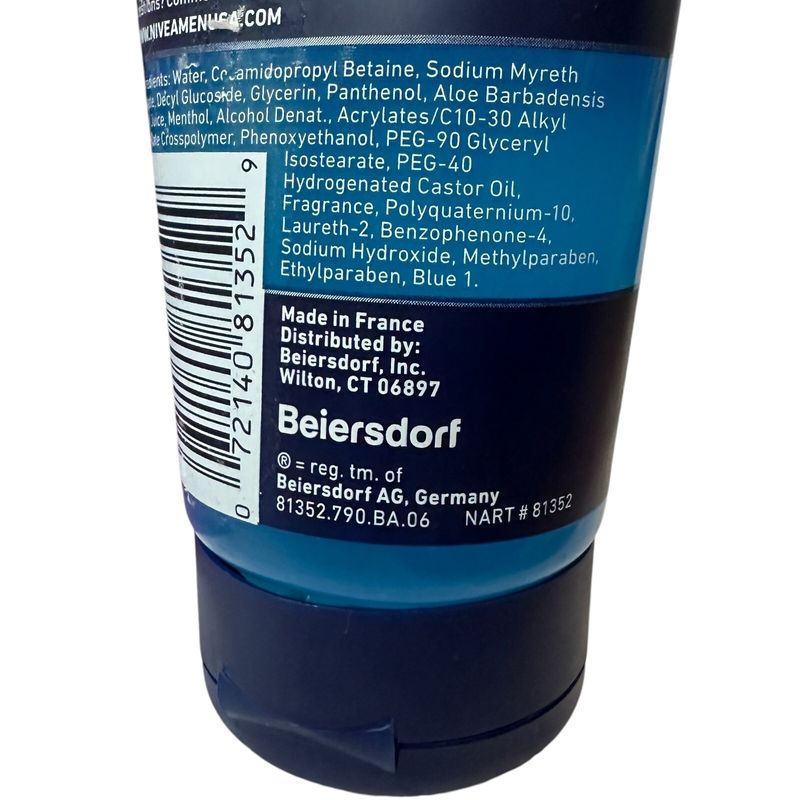 WWW.NIVEAMENUSA.COM
Water, Cocamidopropyl Betaine, Sodium Myreth
Decyl Glucoside, Glycerin, Panthenol, Aloe Barbadensis
Juice, Menthol, Alcohol Denat., Acrylates/C10-30 Alkyl
Crosspolymer, Phenoxyethanol, PEG-90 Glyceryl
Isostearate, PEG-40
Hydrogenated Castor Oil,
Fragrance, Polyquaternium-10,
Laureth-2, Benzophenone-4,
Sodium Hydroxide, Methylparaben,
Ethylparaben, Blue 1.
0 72140 81352 9
Made in France
Distributed by:
Beiersdorf, Inc.
Wilton, CT 06897
Beiersdorf
® = reg. tm. of
Beiersdorf AG, Germany
81352.790.BA.06 NART # 81352